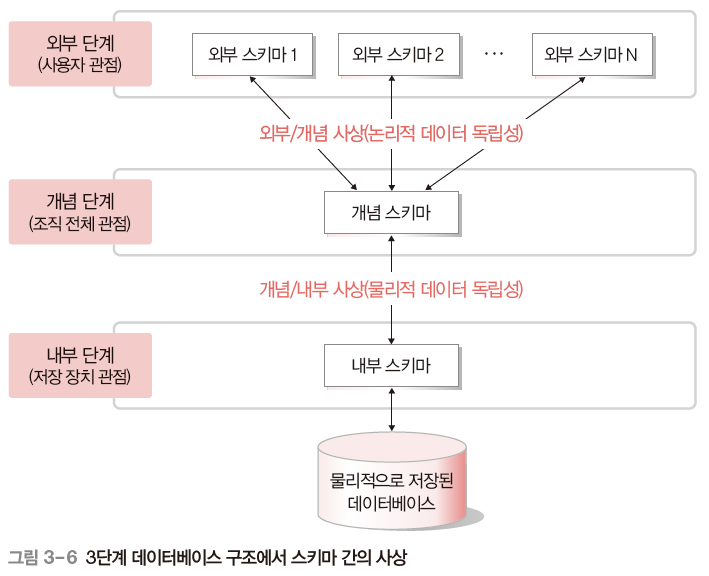 외부 단계
(사용자 관점)
외부 스키마 1
외부 스키마 2
···
외부 스키마 N
외부/개념 사상(논리적 데이터 독립성)
개념 단계
(조직 전체 관점)
개념 스키마
개념/내부 사상(물리적 데이터 독립성)
내부 단계
(저장 장치 관점)
내부 스키마
물리적으로 저장된
데이터베이스
그림 3-6 3단계 데이터베이스 구조에서 스키마 간의 사상